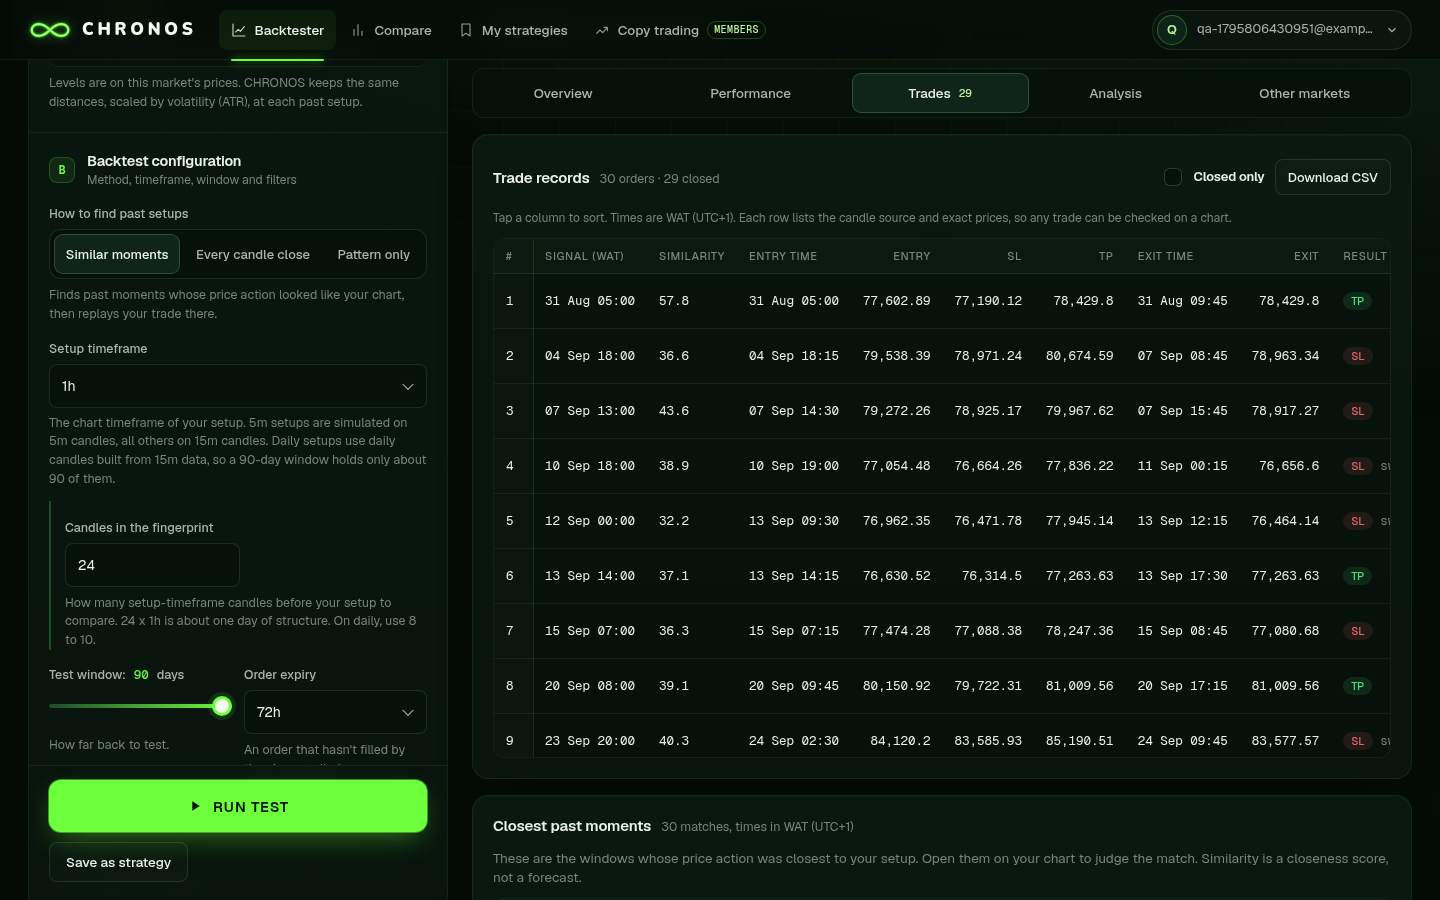 CHRONOS
Backtester
Compare
My strategies
Copy trading MEMBERS
Q qa-1795806430951@examp...
Levels are on this market's prices. CHRONOS keeps the same
distances, scaled by volatility (ATR), at each past setup.
B Backtest configuration
Method, timeframe, window and filters
How to find past setups
Similar moments Every candle close Pattern only
Finds past moments whose price action looked like your chart,
then replays your trade there.
Setup timeframe
1h
The chart timeframe of your setup. 5m setups are simulated on
5m candles, all others on 15m candles. Daily setups use daily
candles built from 15m data, so a 90-day window holds only about
90 of them.
Candles in the fingerprint
24
How many setup-timeframe candles before your setup to
compare. 24 x 1h is about one day of structure. On daily, use 8
to 10.
Test window: 90 days
How far back to test.
Order expiry
72h
An order that hasn't filled by
RUN TEST
Save as strategy
Overview Performance Trades 29 Analysis Other markets
Trade records 30 orders · 29 closed
Closed only Download CSV
Tap a column to sort. Times are WAT (UTC+1). Each row lists the candle source and exact prices, so any trade can be checked on a chart.
# SIGNAL (WAT) SIMILARITY ENTRY TIME ENTRY SL TP EXIT TIME EXIT RESULT
1 31 Aug 05:00 57.8 31 Aug 05:00 77,602.89 77,190.12 78,429.8 31 Aug 09:45 78,429.8 TP
2 04 Sep 18:00 36.6 04 Sep 18:15 79,538.39 78,971.24 80,674.59 07 Sep 08:45 78,963.34 SL
3 07 Sep 13:00 43.6 07 Sep 14:30 79,272.26 78,925.17 79,967.62 07 Sep 15:45 78,917.27 SL
4 10 Sep 18:00 38.9 10 Sep 19:00 77,054.48 76,664.26 77,836.22 11 Sep 00:15 76,656.6 SL
5 12 Sep 00:00 32.2 13 Sep 09:30 76,962.35 76,471.78 77,945.14 13 Sep 12:15 76,464.14 SL
6 13 Sep 14:00 37.1 13 Sep 14:15 76,630.52 76,314.5 77,263.63 13 Sep 17:30 77,263.63 TP
7 15 Sep 07:00 36.3 15 Sep 07:15 77,474.28 77,088.38 78,247.36 15 Sep 08:45 77,080.68 SL
8 20 Sep 08:00 39.1 20 Sep 09:45 80,150.92 79,722.31 81,009.56 20 Sep 17:15 81,009.56 TP
9 23 Sep 20:00 40.3 24 Sep 02:30 84,120.2 83,585.93 85,190.51 24 Sep 09:45 83,577.57 SL
Closest past moments 30 matches, times in WAT (UTC+1)
These are the windows whose price action was closest to your setup. Open them on your chart to judge the match. Similarity is a closeness score,
not a forecast.